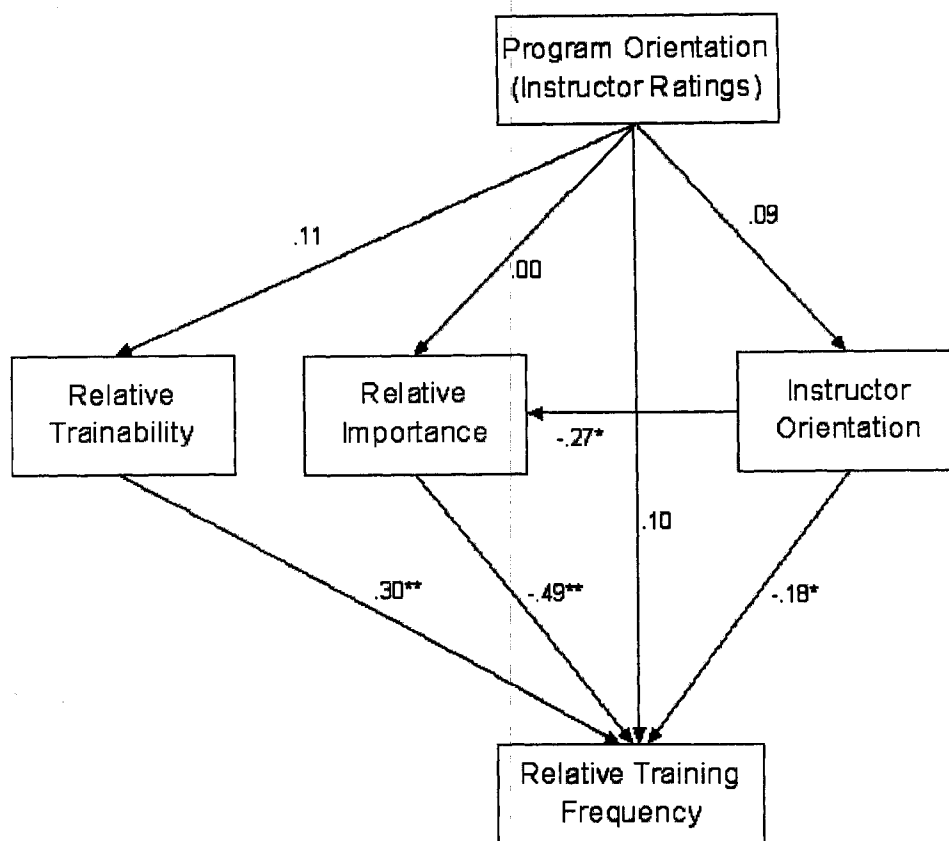 Program Orientation
(Instructor Ratings)
.11
.00
.09
Relative
Trainability
Relative
Importance
Instructor
Orientation
-.27*
.10
.30**
-.49**
-.18*
Relative Training
Frequency